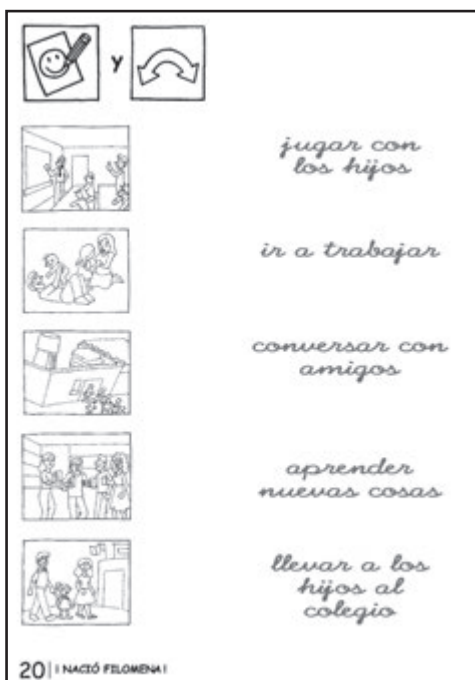 y
jugar con
los hijos
ir a trabajar
conversar con
amigos
aprender
nuevas cosas
llevar a los
hijos al
colegio
20 | ¡ NACIÓ FILOMENA !